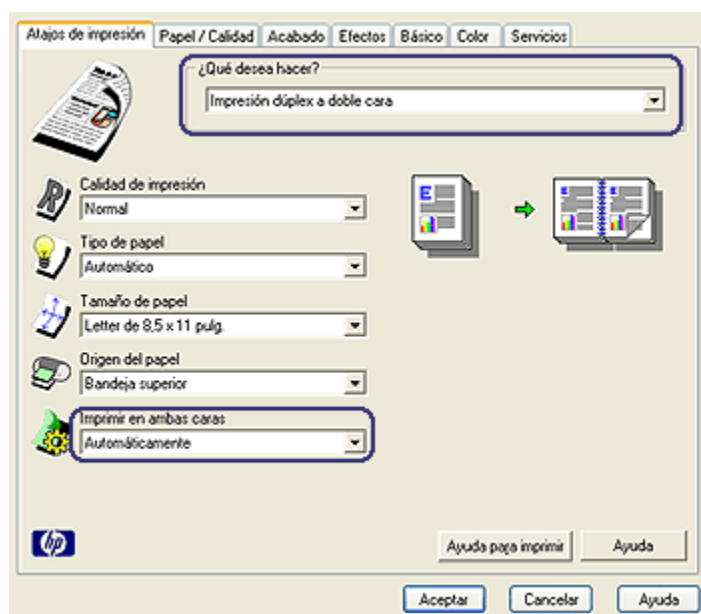 Atajos de impresión Papel / Calidad Acabado Efectos Básico Color Servicios
¿Qué desea hacer?
Impresión dúplex a doble cara
Calidad de impresión
Normal
Tipo de papel
Automático
Tamaño de papel
Letter de 8,5 x 11 pulg.
Origen del papel
Bandeja superior
Imprimir en ambas caras
Automáticamente
hp
Ayuda para imprimir Ayuda
Aceptar Cancelar Ayuda